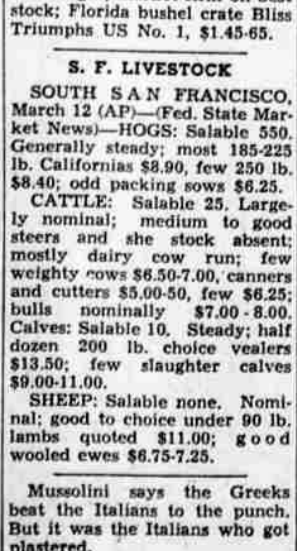 stock; Florida bushel crate Bliss
Triumphs US No. 1, $1.45-65.
S. F. LIVESTOCK
SOUTH SAN FRANCISCO,
March 12 (AP)—(Fed. State Mar-
ket News)—HOGS: Salable 550.
Generally steady; most 185-225
lb. Californias $8.90, few 250 lb.
$8.40; odd packing sows $6.25.
CATTLE: Salable 25. Large-
ly nominal; medium to good
steers and she stock absent;
mostly dairy cow run; few
weighty cows $6.50-7.00, canners
and cutters $5.00-50, few $6.25;
bulls nominally $7.00-8.00.
Calves: Salable 10. Steady; half
dozen 200 lb. choice vealers
$13.50; few slaughter calves
$9.00-11.00.
SHEEP: Salable none. Nomi-
nal; good to choice under 90 lb.
lambs quoted $11.00; good
wooled ewes $6.75-7.25.
Mussolini says the Greeks
beat the Italians to the punch.
But it was the Italians who got
plastered.